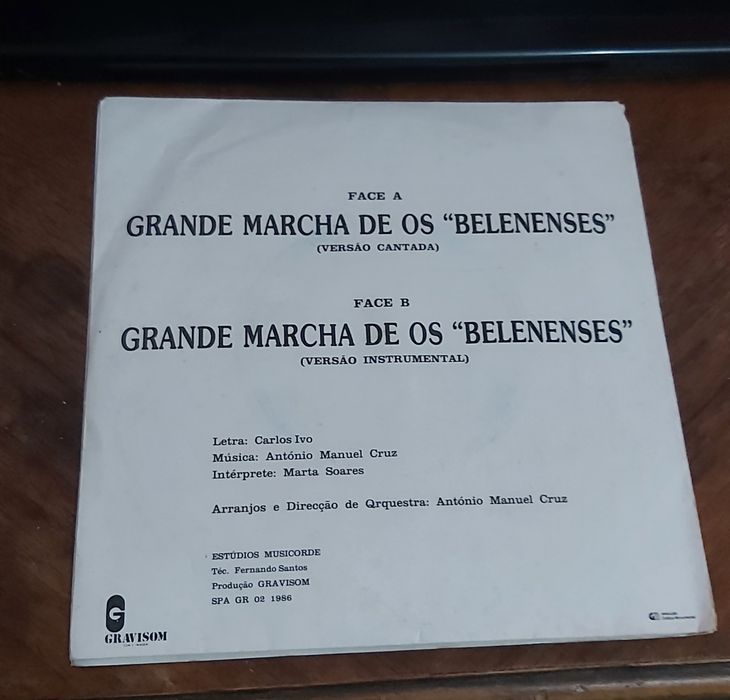 FACE A
GRANDE MARCHA DE OS “BELENENSES”
(VERSÃO CANTADA)
FACE B
GRANDE MARCHA DE OS “BELENENSES”
(VERSÃO INSTRUMENTAL)
Letra: Carlos Ivo
Música: António Manuel Cruz
Intérprete: Marta Soares
Arranjos e Direcção de Qrquestra: António Manuel Cruz
ESTÚDIOS MUSICORDE
Téc. Fernando Santos
Produção GRAVISOM
SPA GR 02 1986
G
GRAVISOM